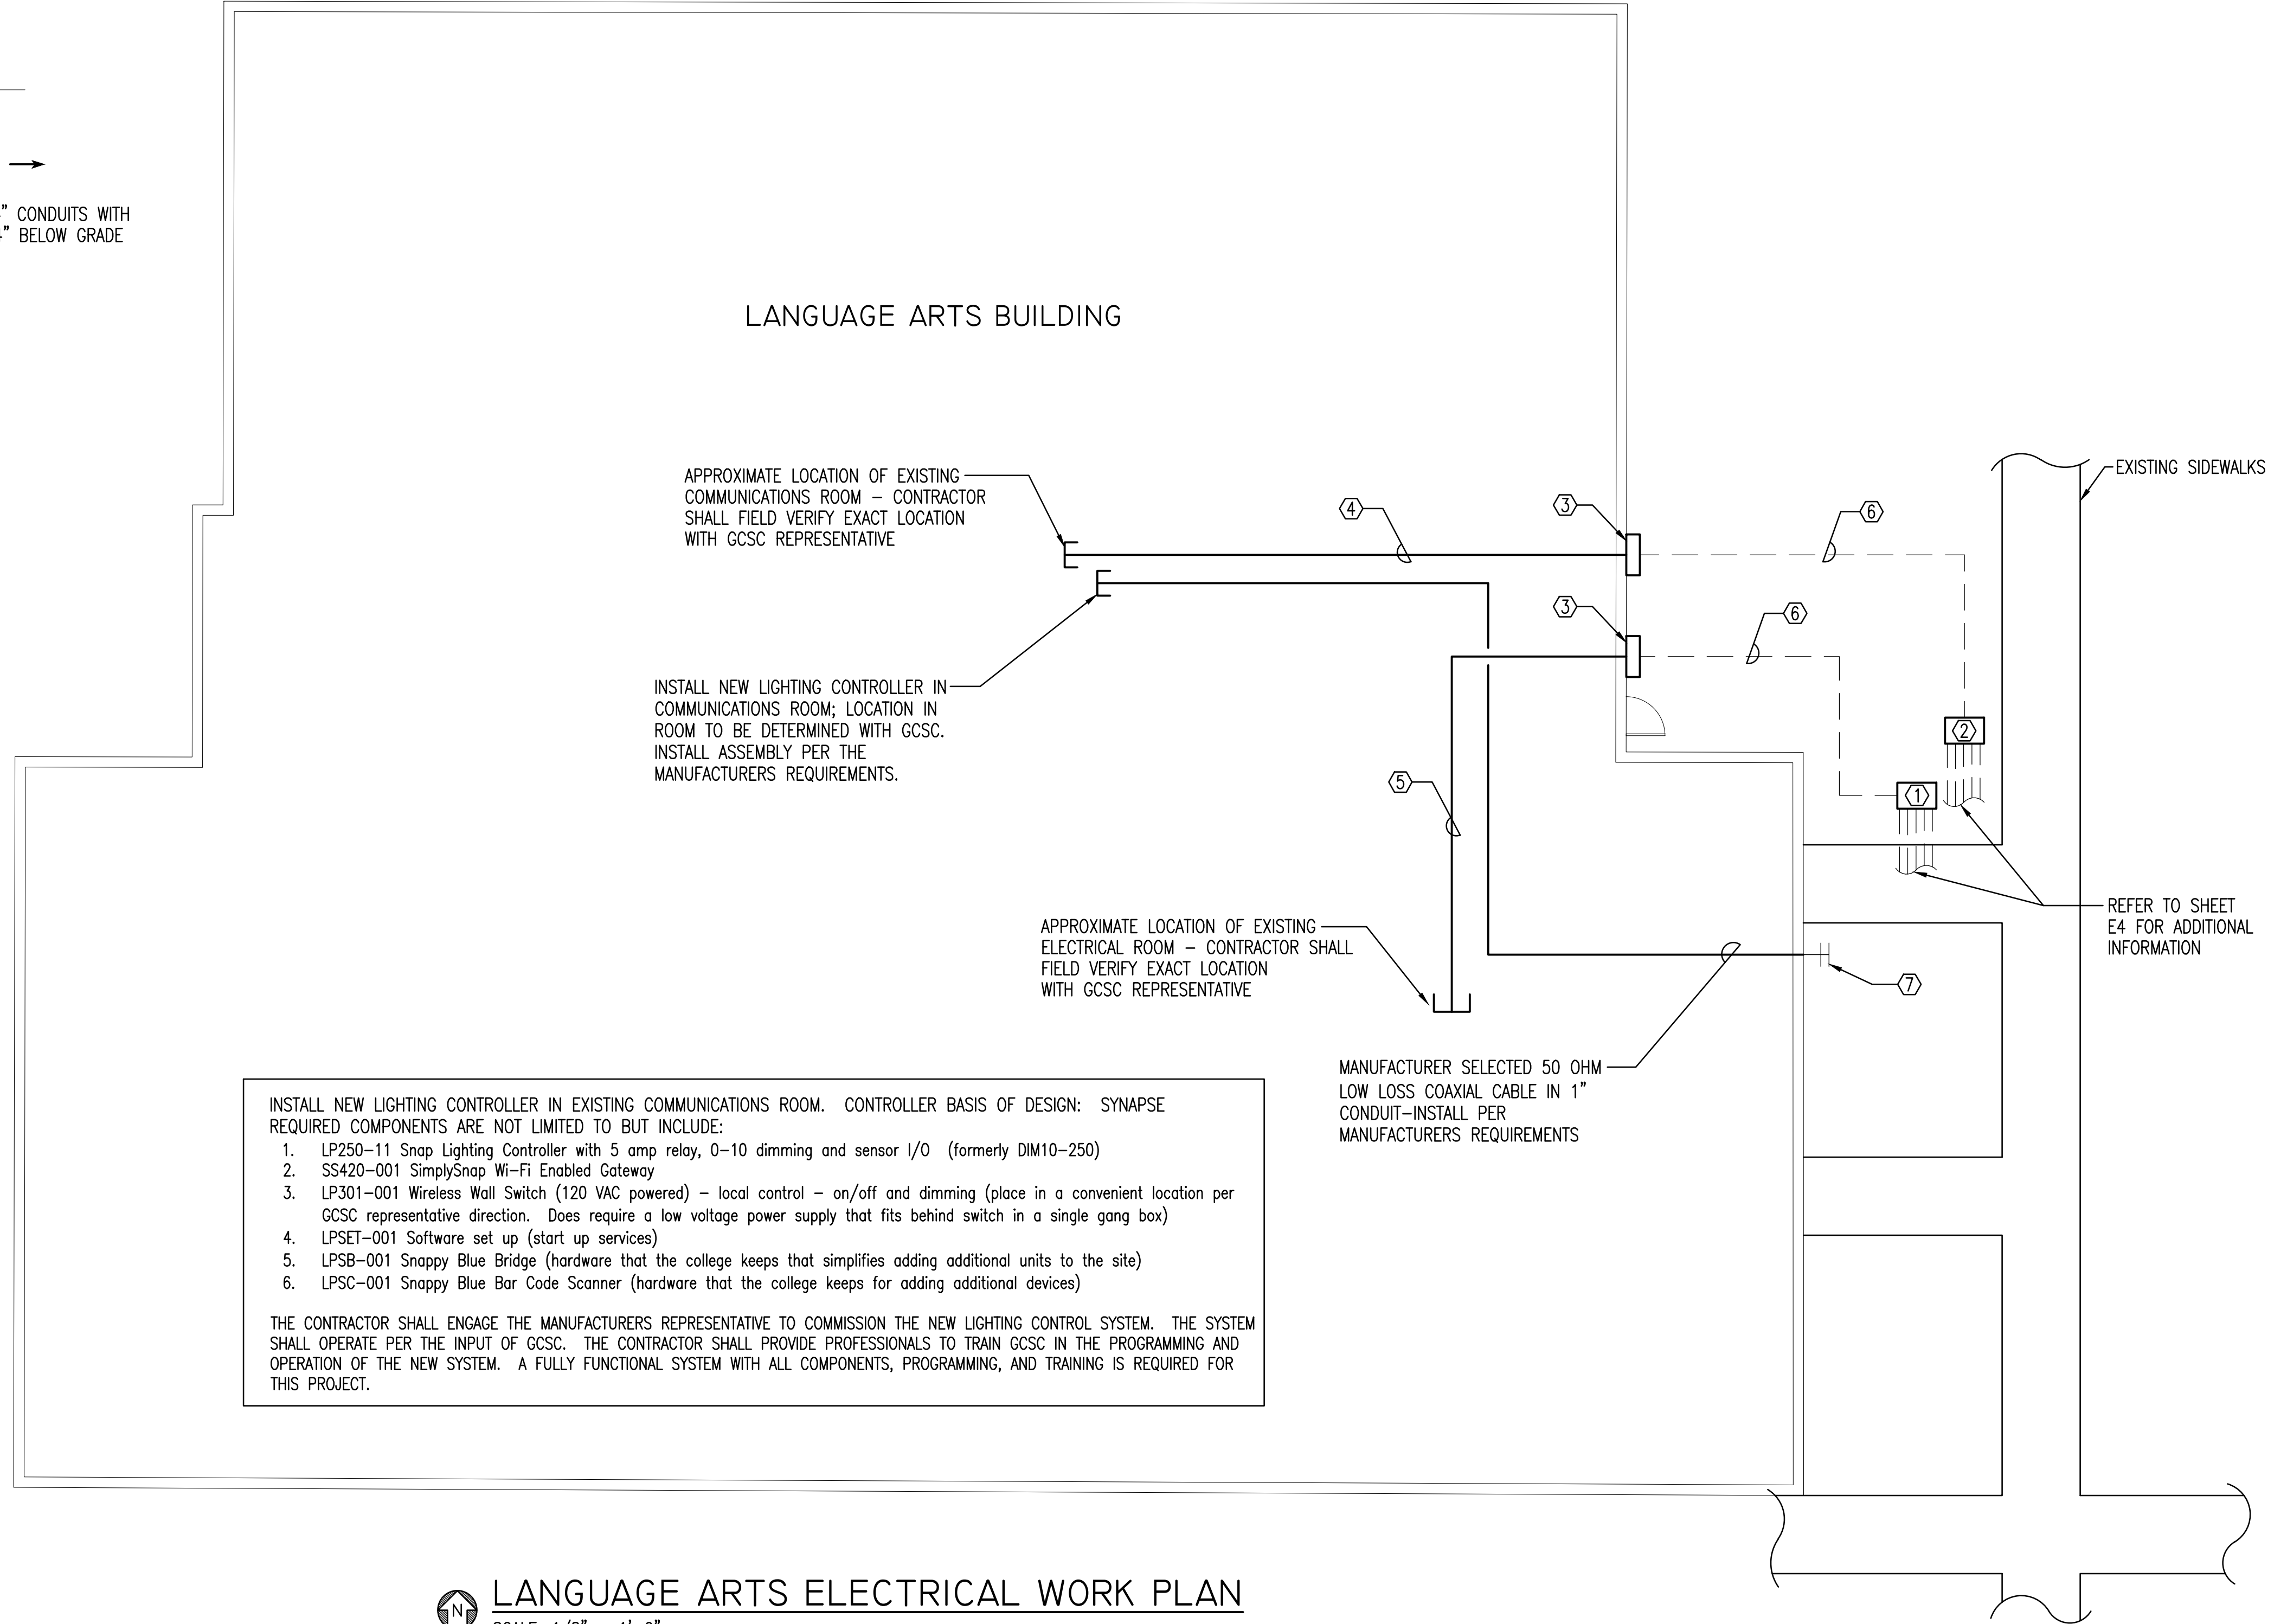 " CONDUITS WITH
" BELOW GRADE
LANGUAGE ARTS BUILDING
EXISTING SIDEWALKS
APPROXIMATE LOCATION OF EXISTING
COMMUNICATIONS ROOM – CONTRACTOR
SHALL FIELD VERIFY EXACT LOCATION
WITH GCSC REPRESENTATIVE
4
3
6
3
6
INSTALL NEW LIGHTING CONTROLLER IN
COMMUNICATIONS ROOM; LOCATION IN
ROOM TO BE DETERMINED WITH GCSC.
INSTALL ASSEMBLY PER THE
MANUFACTURERS REQUIREMENTS.
2
5
1
REFER TO SHEET
E4 FOR ADDITIONAL
INFORMATION
APPROXIMATE LOCATION OF EXISTING
ELECTRICAL ROOM – CONTRACTOR SHALL
FIELD VERIFY EXACT LOCATION
WITH GCSC REPRESENTATIVE
7
MANUFACTURER SELECTED 50 OHM
LOW LOSS COAXIAL CABLE IN 1"
CONDUIT–INSTALL PER
MANUFACTURERS REQUIREMENTS
INSTALL NEW LIGHTING CONTROLLER IN EXISTING COMMUNICATIONS ROOM. CONTROLLER BASIS OF DESIGN: SYNAPSE
REQUIRED COMPONENTS ARE NOT LIMITED TO BUT INCLUDE:
1. LP250–11 Snap Lighting Controller with 5 amp relay, 0–10 dimming and sensor I/O (formerly DIM10–250)
2. SS420–001 SimplySnap Wi–Fi Enabled Gateway
3. LP301–001 Wireless Wall Switch (120 VAC powered) – local control – on/off and dimming (place in a convenient location per
GCSC representative direction. Does require a low voltage power supply that fits behind switch in a single gang box)
4. LPSET–001 Software set up (start up services)
5. LPSB–001 Snappy Blue Bridge (hardware that the college keeps that simplifies adding additional units to the site)
6. LPSC–001 Snappy Blue Bar Code Scanner (hardware that the college keeps for adding additional devices)
THE CONTRACTOR SHALL ENGAGE THE MANUFACTURERS REPRESENTATIVE TO COMMISSION THE NEW LIGHTING CONTROL SYSTEM. THE SYSTEM
SHALL OPERATE PER THE INPUT OF GCSC. THE CONTRACTOR SHALL PROVIDE PROFESSIONALS TO TRAIN GCSC IN THE PROGRAMMING AND
OPERATION OF THE NEW SYSTEM. A FULLY FUNCTIONAL SYSTEM WITH ALL COMPONENTS, PROGRAMMING, AND TRAINING IS REQUIRED FOR
THIS PROJECT.
N
LANGUAGE ARTS ELECTRICAL WORK PLAN